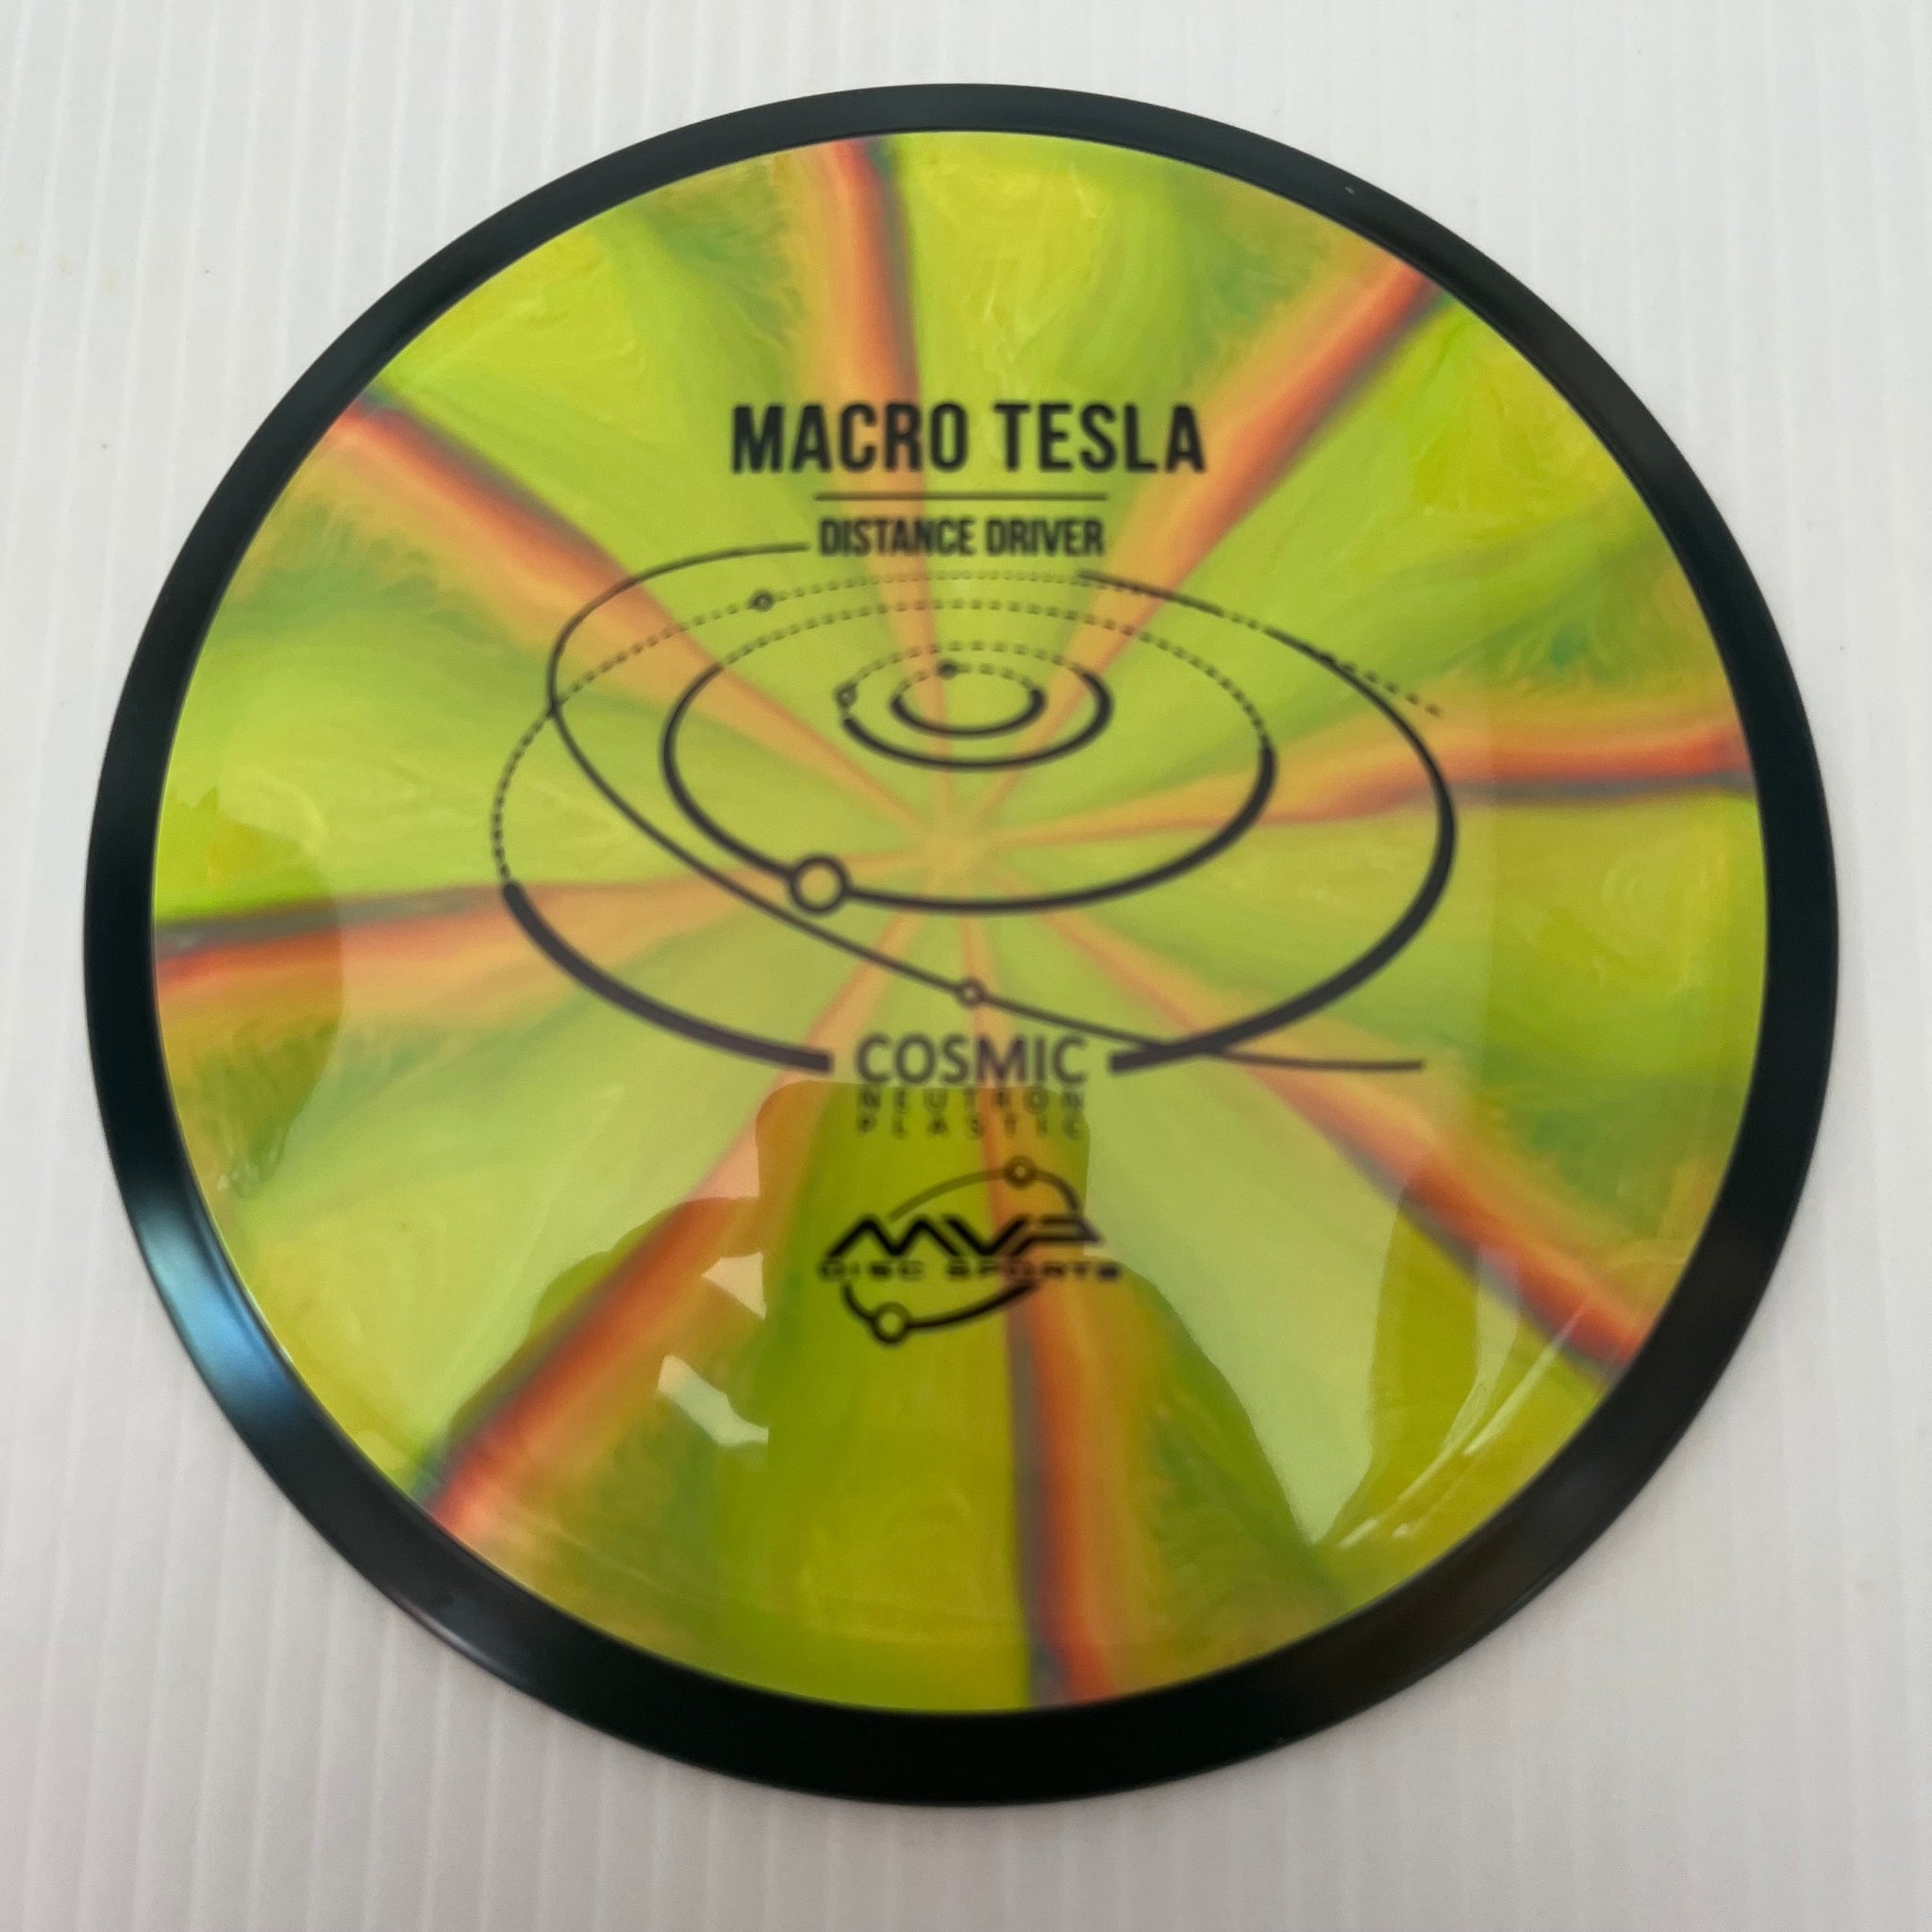 MACRO TESLA
DISTANCE DRIVER
COSMIC
NEUTRON
PLASTIC
MVP
DISC SPORTS